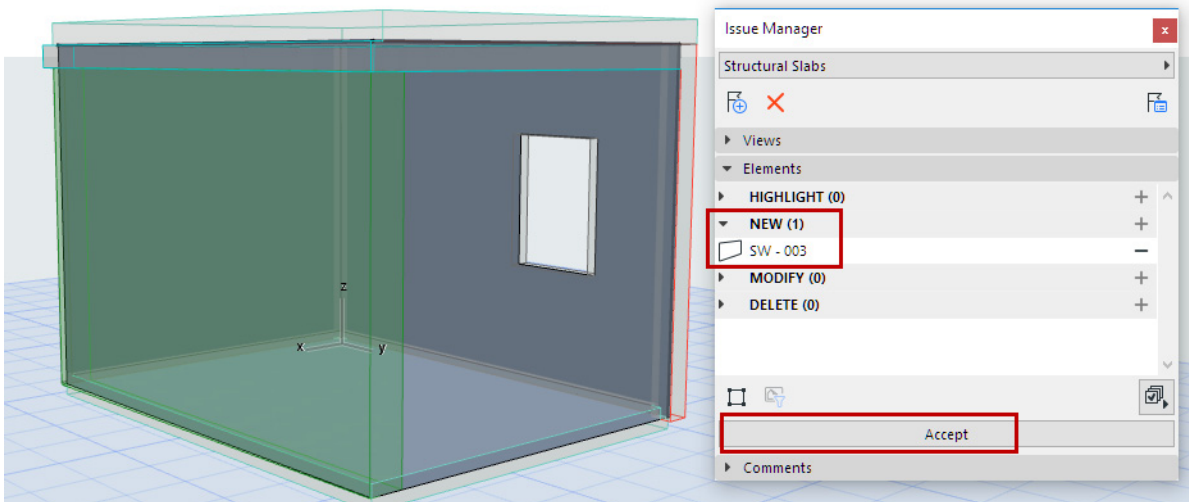 Issue Manager
x
Structural Slabs
Views
Elements
HIGHLIGHT (0)
NEW (1)
SW - 003
MODIFY (0)
DELETE (0)
Accept
Comments
z
x
y